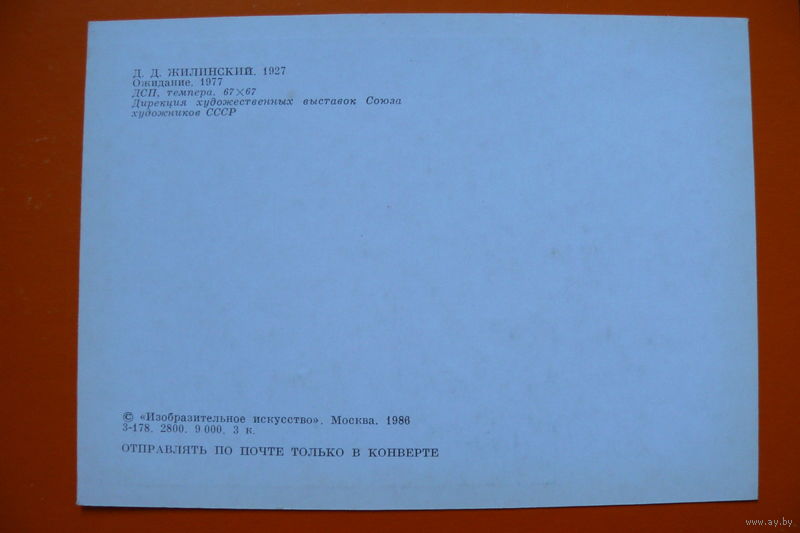 Д. Д. ЖИЛИНСКИЙ. 1927
Ожидание. 1977
ДСП, темпера. 67×67
Дирекция художественных выставок Союза
художников СССР
© «Изобразительное искусство». Москва. 1986
3-178. 2800. 9 000. 3 к.
ОТПРАВЛЯТЬ ПО ПОЧТЕ ТОЛЬКО В КОНВЕРТЕ
www.ay.by